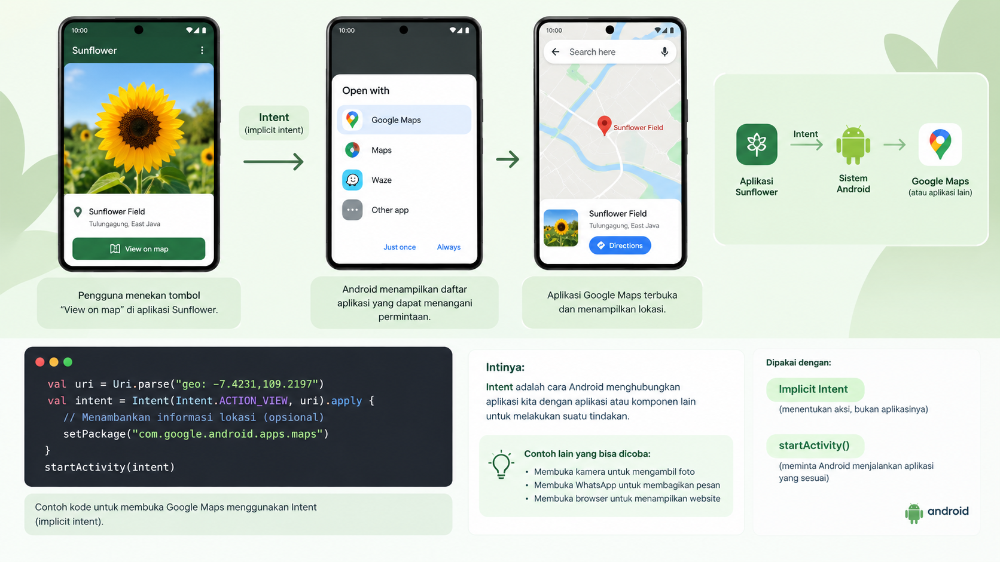 10:00
Sunflower
Sunflower Field
Tulungagung, East Java
View on map
Pengguna menekan tombol
“View on map” di aplikasi Sunflower.
Intent
(implicit intent)
10:00
Open with
Google Maps
Maps
Waze
Other app
Just once Always
Android menampilkan daftar
aplikasi yang dapat menangani
permintaan.
10:00
Search here
Sunflower Field
Sunflower Field
Tulungagung, East Java
Directions
Aplikasi Google Maps terbuka
dan menampilkan lokasi.
Intent
Aplikasi
Sunflower
Sistem
Android
Google Maps
(atau aplikasi lain)
val uri = Uri.parse("geo: -7.4231,109.2197")
val intent = Intent(Intent.ACTION_VIEW, uri).apply {
// Menambankan informasi lokasi (opsional)
setPackage("com.google.android.apps.maps")
}
startActivity(intent)
Contoh kode untuk membuka Google Maps menggunakan Intent
(implicit intent).
Intinya:
Intent adalah cara Android menghubungkan
aplikasi kita dengan aplikasi atau komponen lain
untuk melakukan suatu tindakan.
Contoh lain yang bisa dicoba:
• Membuka kamera untuk mengambil foto
• Membuka WhatsApp untuk membagikan pesan
• Membuka browser untuk menampilkan website
Dipakai dengan:
Implicit Intent
(menentukan aksi, bukan aplikasinya)
startActivity()
(meminta Android menjalankan aplikasi
yang sesuai)
android